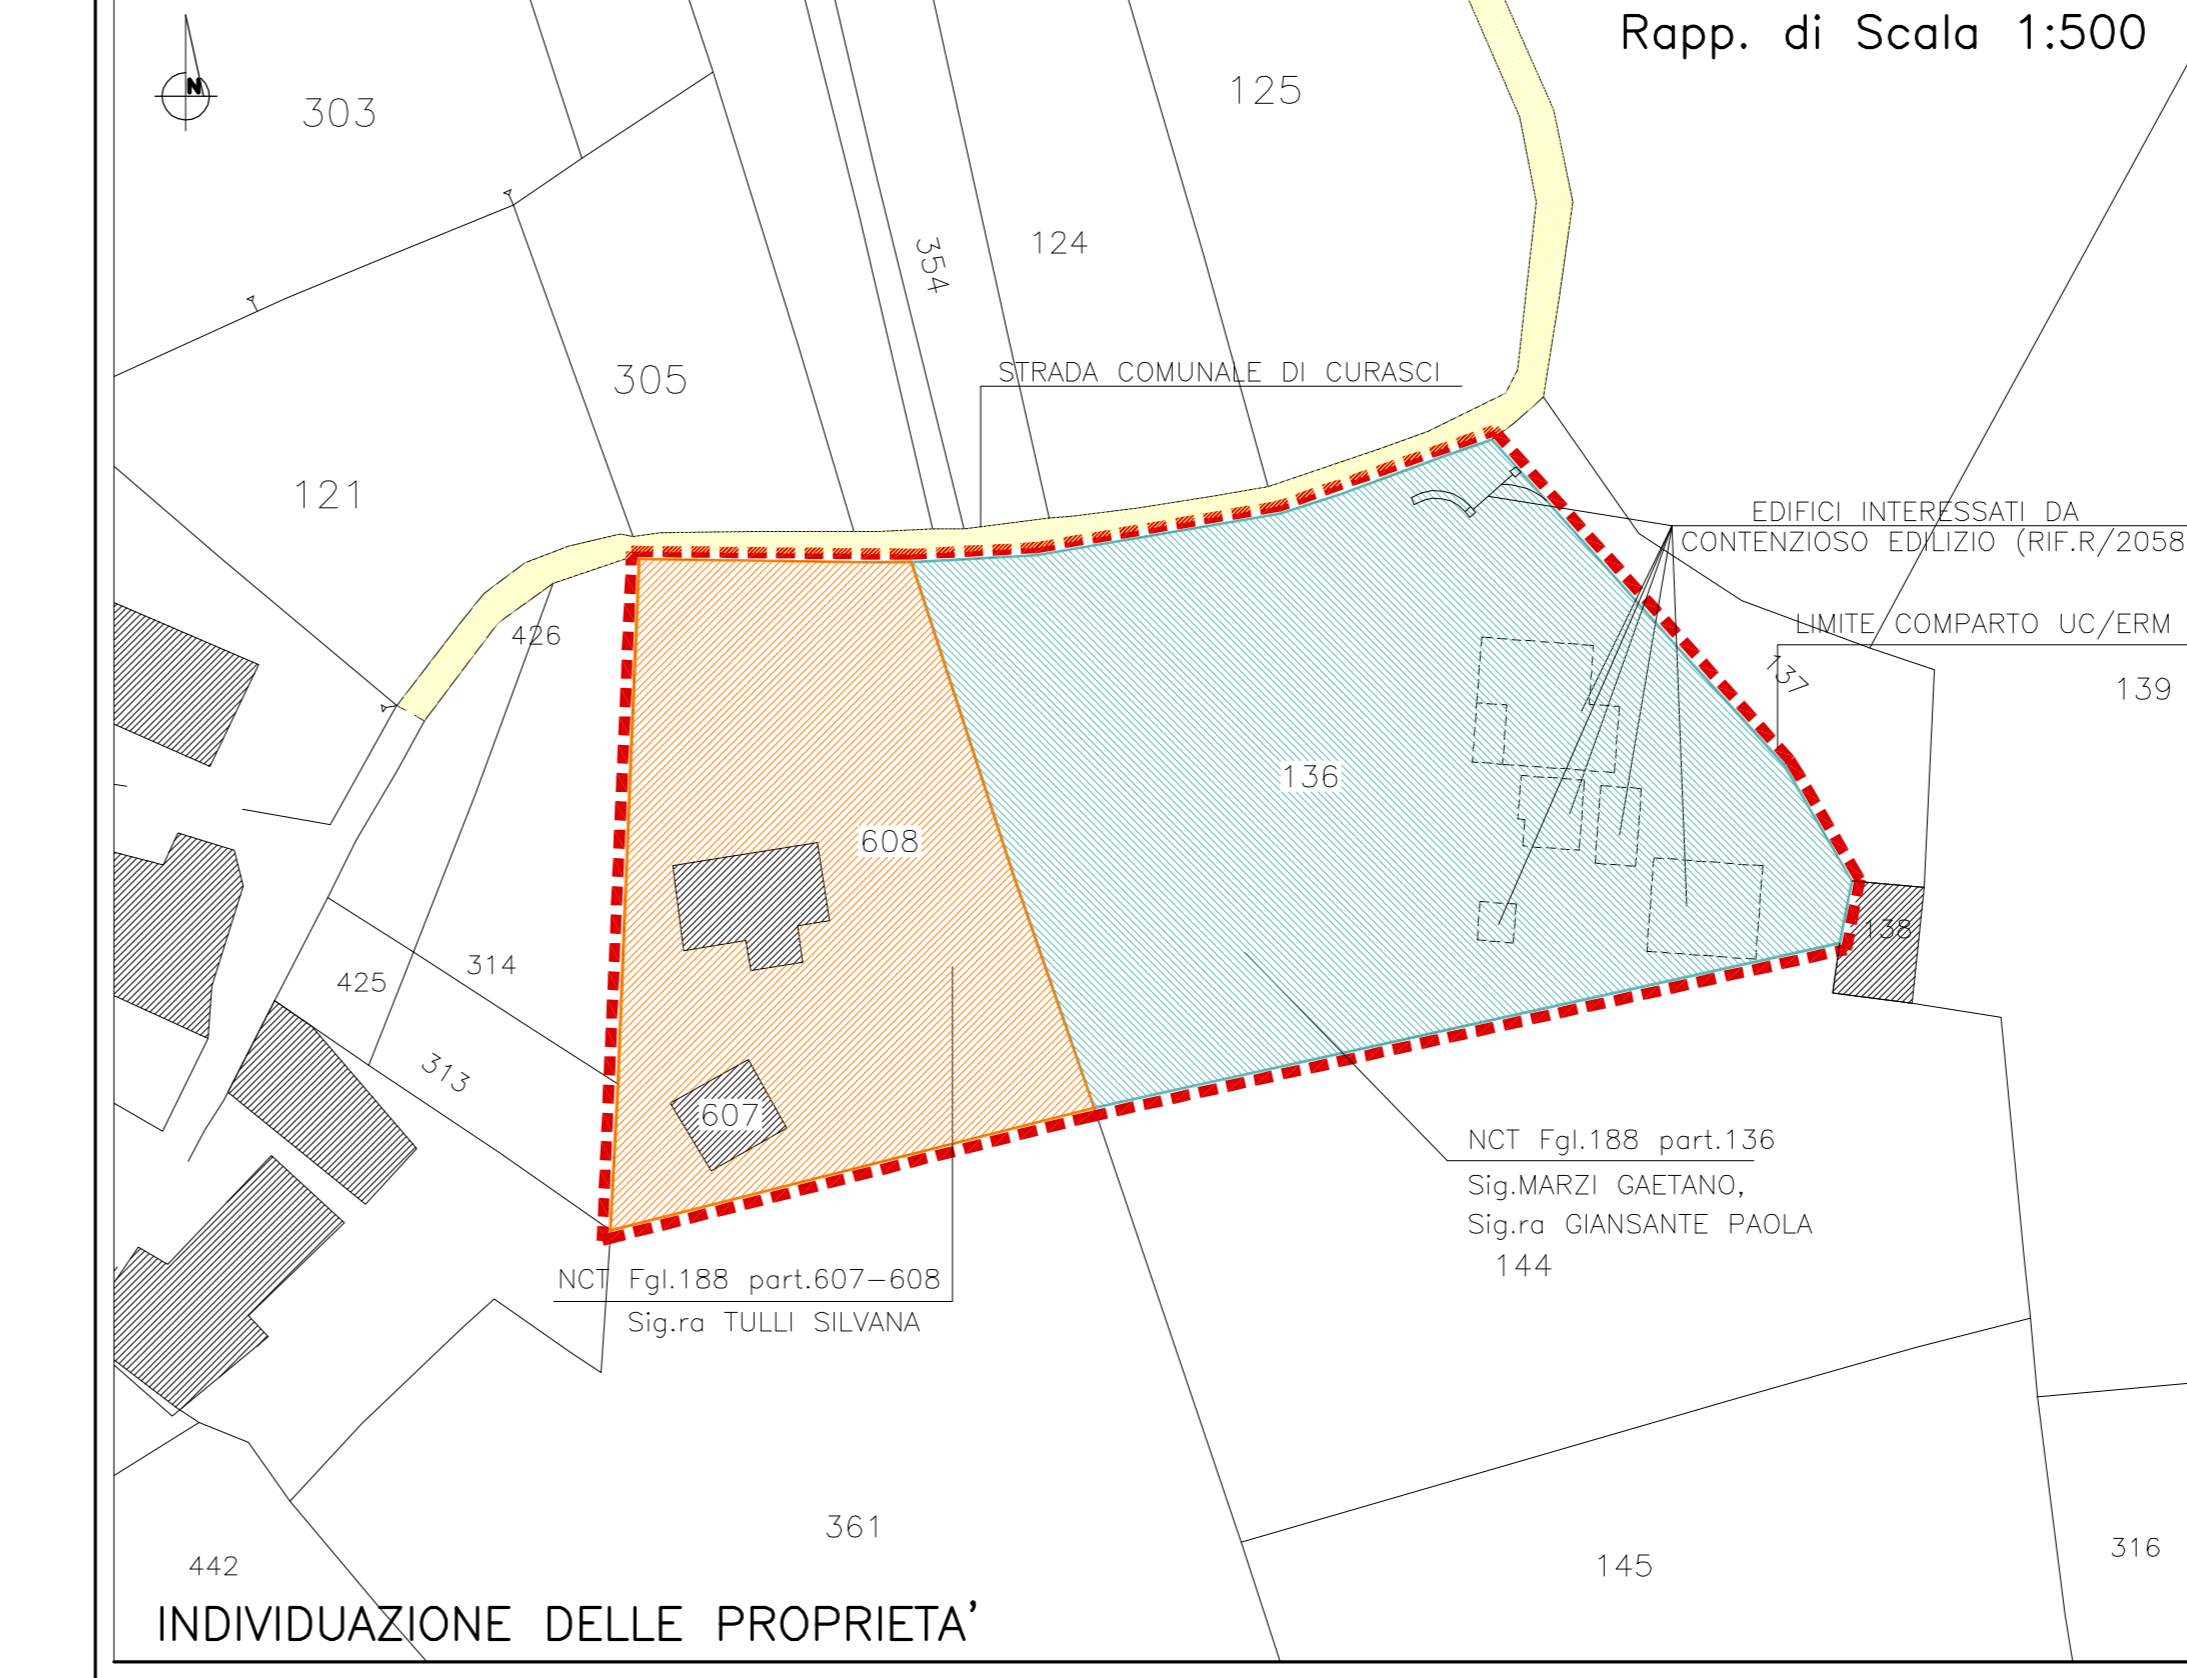 Rapp. di Scala 1:500
N
303
125
124
354
305
STRADA COMUNALE DI CURASCI
121
EDIFICI INTERESSATI DA
CONTENZIOSO EDILIZIO (RIF.R/2058
426
LIMITE COMPARTO UC/ERM
137
139
136
608
138
314
425
313
607
NCT Fgl.188 part.136
Sig.MARZI GAETANO,
Sig.ra GIANSANTE PAOLA
144
NCT Fgl.188 part.607-608
Sig.ra TULLI SILVANA
361
442
145
316
INDIVIDUAZIONE DELLE PROPRIETA'